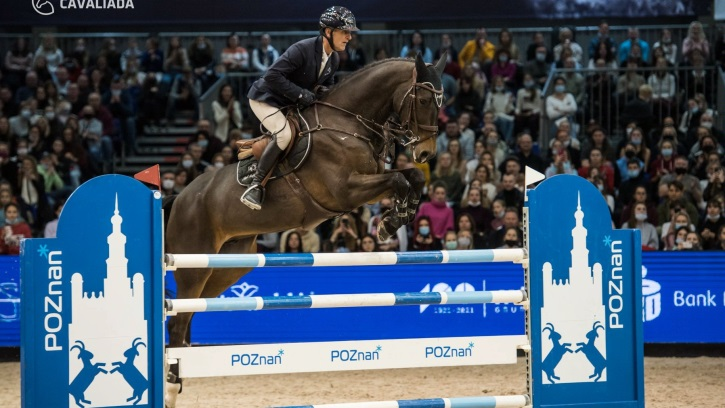 CAVALIADA
POZnan*
POZnan*
100
1921-2021
Bank
POZnan* POZnan* POZnan*